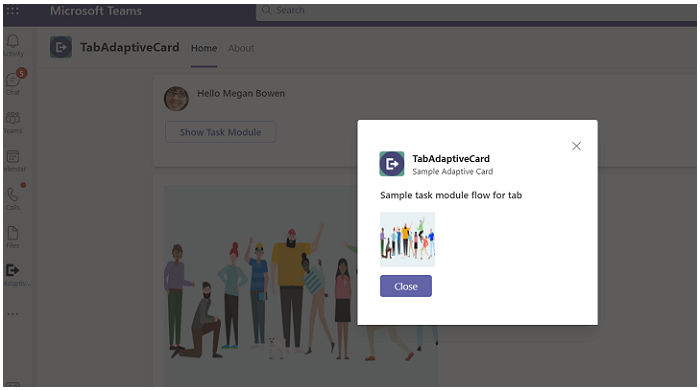 Microsoft Teams
Search
TabAdaptiveCard Home About
Activity
5
Chat
Hello Megan Bowen
Teams
Show Task Module
Calendar
Calls
Files
Adaptiv...
TabAdaptiveCard
Sample Adaptive Card
Sample task module flow for tab
Close